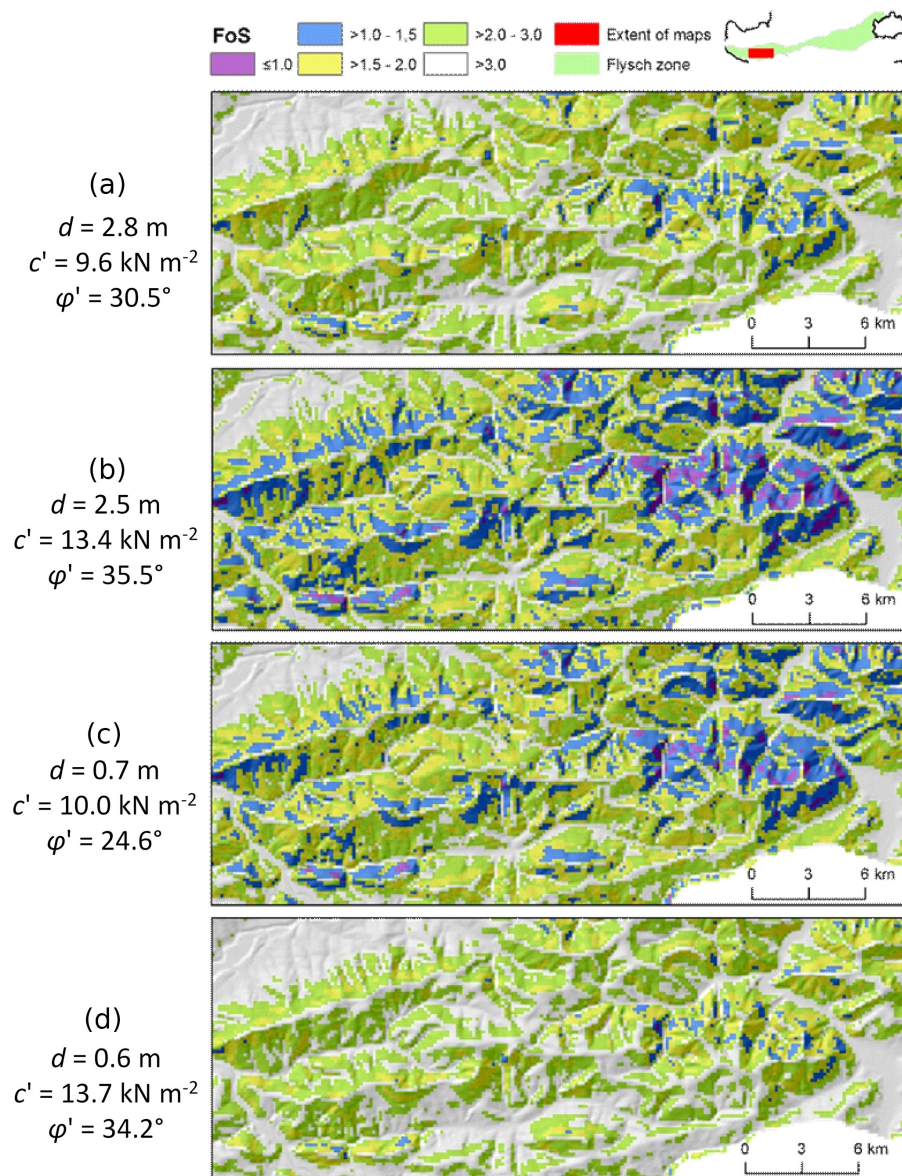 FoS
>1.0 - 1,5 >2.0 - 3.0 Extent of maps
≤1.0 >1.5 - 2.0 >3.0 Flysch zone
(a)
d = 2.8 m
c' = 9.6 kN m-2
φ' = 30.5°
0 3 6 km
(b)
d = 2.5 m
c' = 13.4 kN m-2
φ' = 35.5°
0 3 6 km
(c)
d = 0.7 m
c' = 10.0 kN m-2
φ' = 24.6°
0 3 6 km
(d)
d = 0.6 m
c' = 13.7 kN m-2
φ' = 34.2°
0 3 6 km